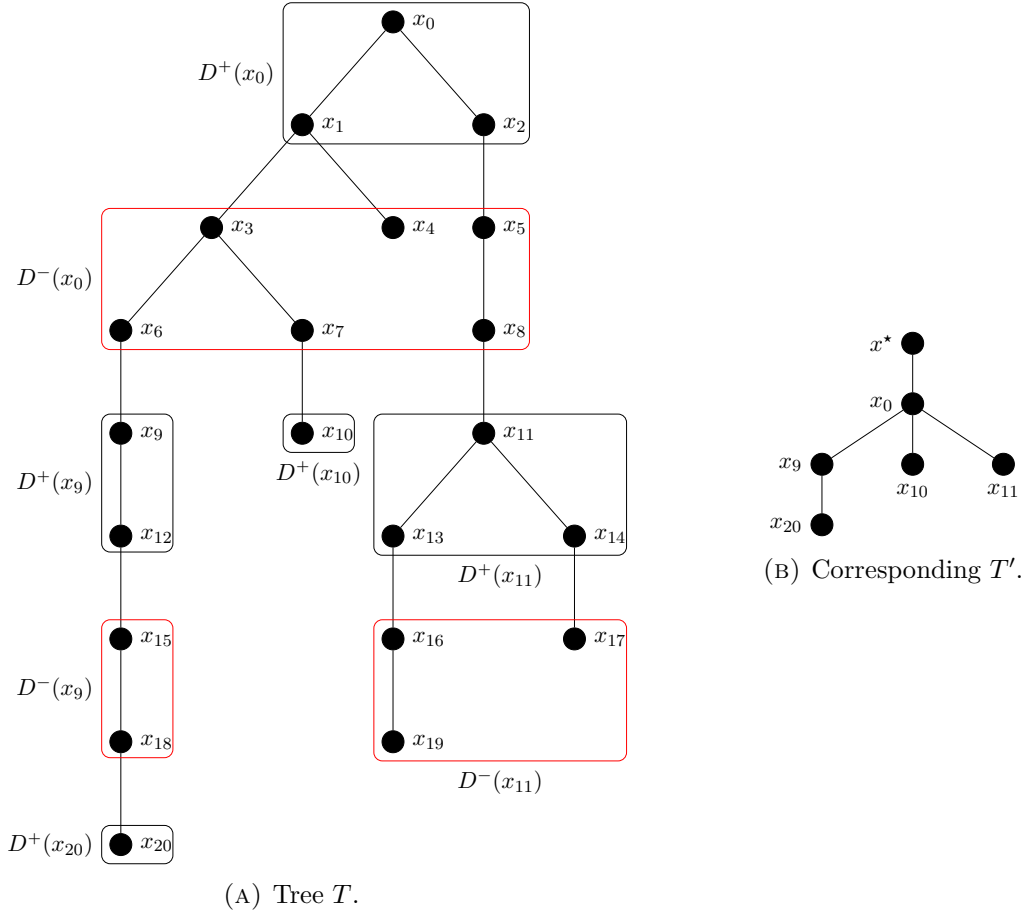 x₀
D⁺(x₀)
x₁
x₂
x₃
x₄
x₅
D⁻(x₀)
x₆
x₇
x₈
x⋆
x₀
x₉
x₁₀
x₁₁
x₉
x₁₀
x₁₁
D⁺(x₁₀)
D⁺(x₉)
x₂₀
x₁₂
x₁₃
x₁₄
D⁺(x₁₁)
(B) Corresponding T′.
x₁₅
x₁₆
x₁₇
D⁻(x₉)
x₁₈
x₁₉
D⁻(x₁₁)
D⁺(x₂₀)
x₂₀
(A) Tree T.